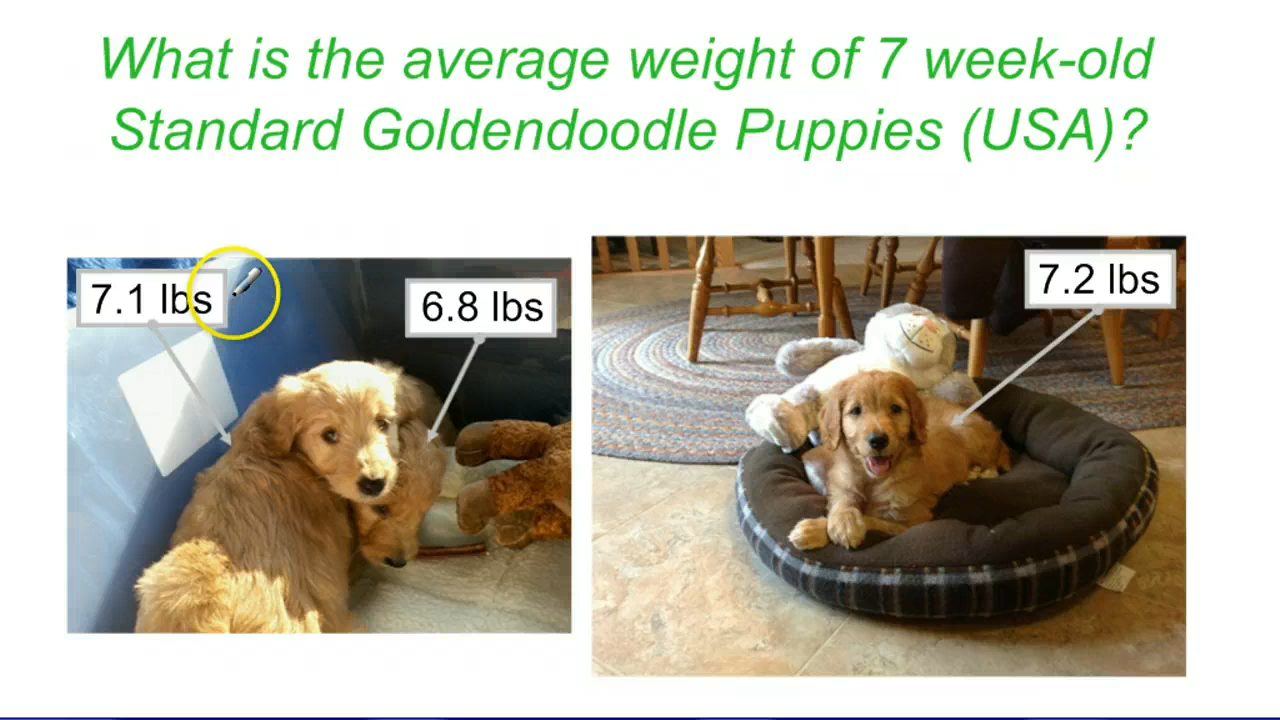 What is the average weight of 7 week-old
Standard Goldendoodle Puppies (USA)?
7.1 lbs
6.8 lbs
7.2 lbs